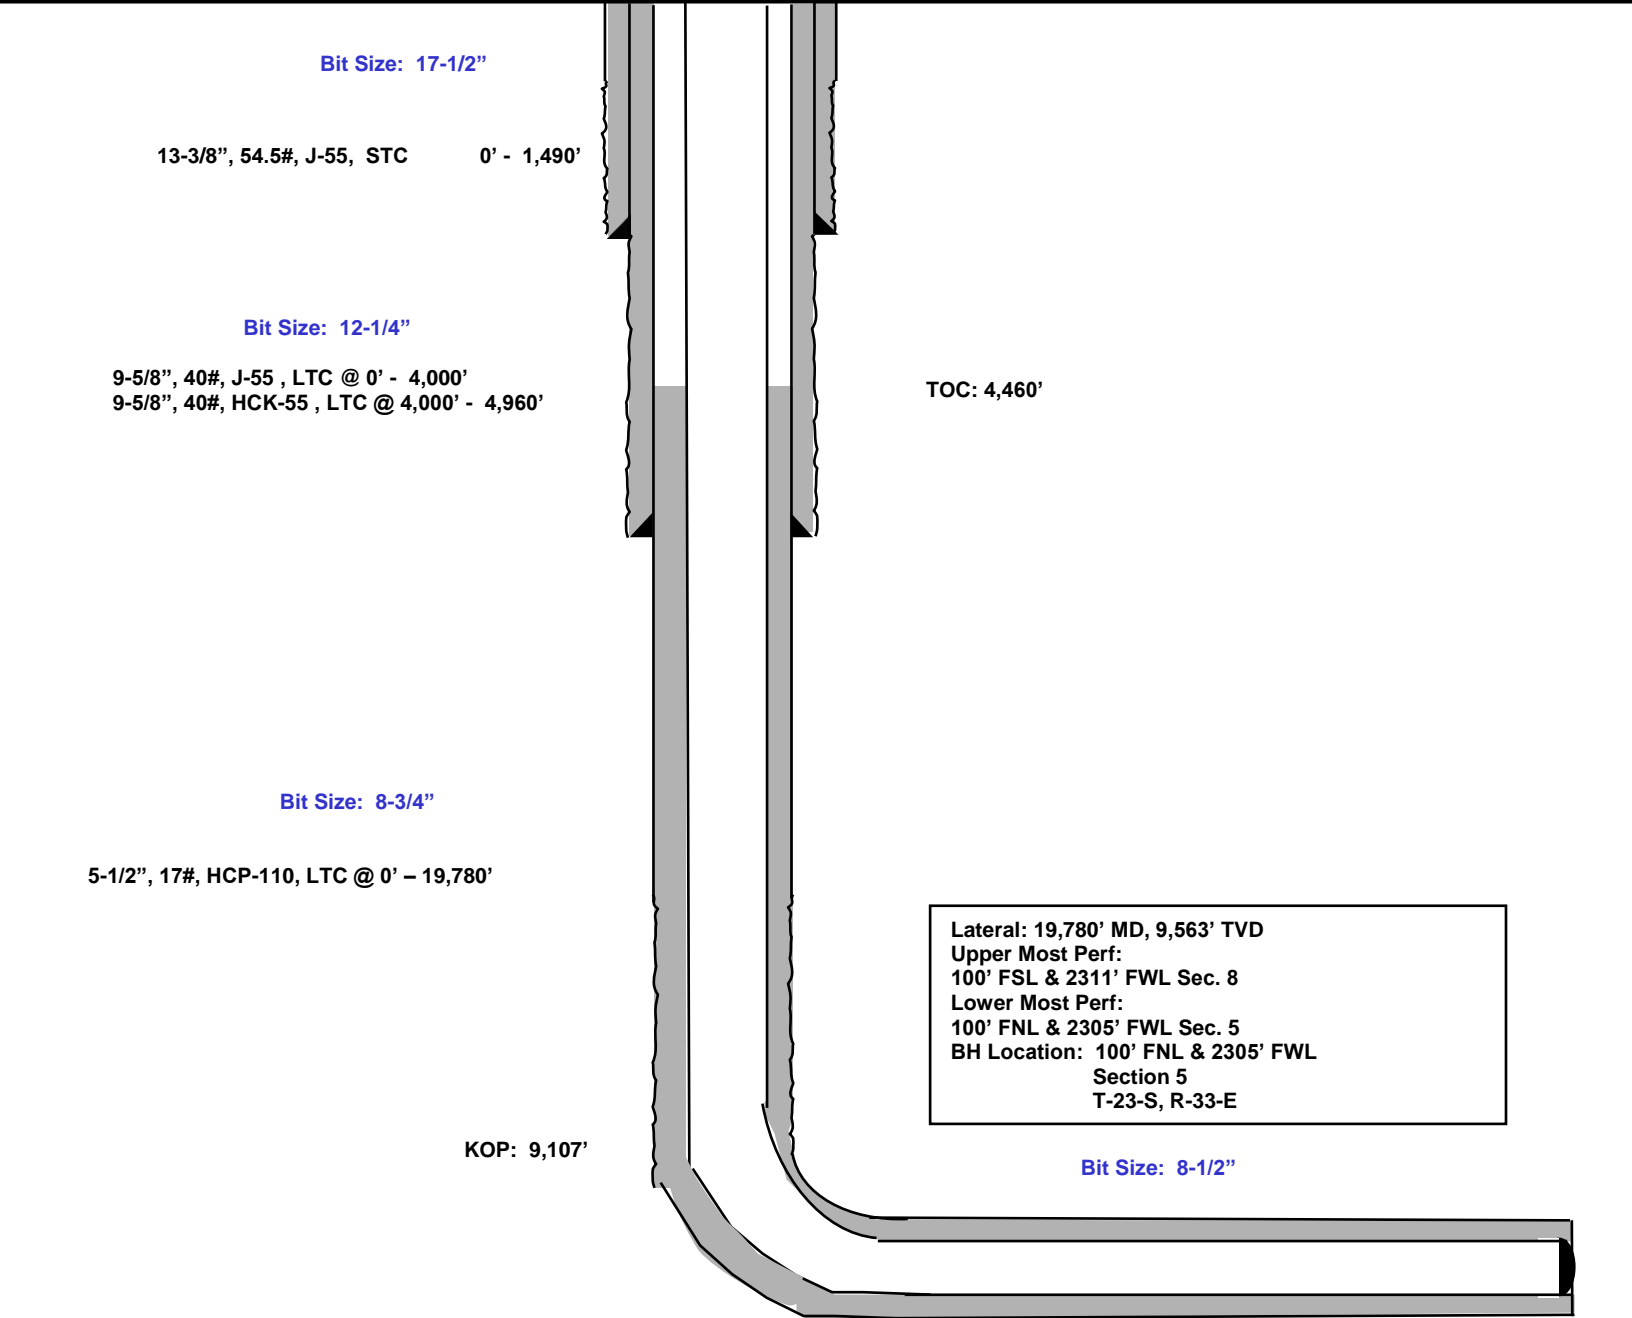 Bit Size:  17-1/2”
13-3/8”, 54.5#, J-55,  STC          0’ -  1,490’
Bit Size:  12-1/4”
9-5/8”, 40#, J-55 , LTC @ 0’ -  4,000’
9-5/8”, 40#, HCK-55 , LTC @ 4,000’ -  4,960’
TOC: 4,460’
Bit Size:  8-3/4”
5-1/2”, 17#, HCP-110, LTC @ 0’ – 19,780’
Lateral: 19,780’ MD, 9,563’ TVD
Upper Most Perf:
100’ FSL & 2311’ FWL Sec. 8
Lower Most Perf:
100’ FNL & 2305’ FWL Sec. 5
BH Location:  100’ FNL & 2305’ FWL
Section 5
T-23-S, R-33-E
KOP:  9,107’
Bit Size:  8-1/2”